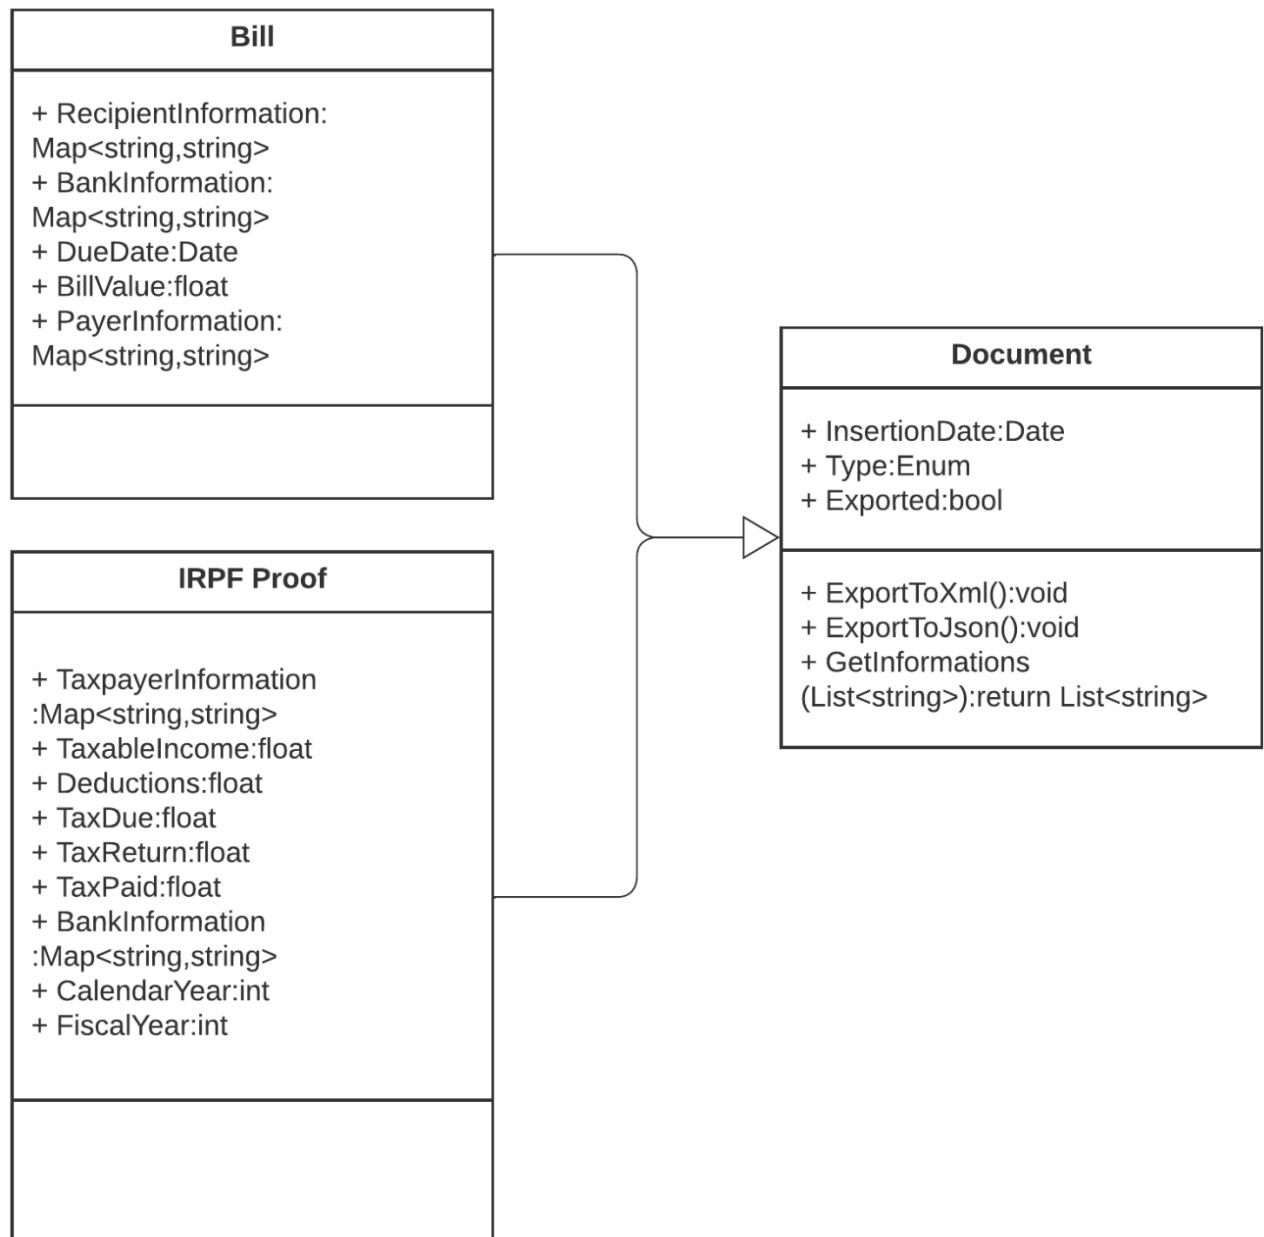 Bill
+ RecipientInformation:
Map<string,string>
+ BankInformation:
Map<string,string>
+ DueDate:Date
+ BillValue:float
+ PayerInformation:
Map<string,string>
Document
+ InsertionDate:Date
+ Type:Enum
+ Exported:bool
+ ExportToXml():void
+ ExportToJson():void
+ GetInformations
(List<string>):return List<string>
IRPF Proof
+ TaxpayerInformation
:Map<string,string>
+ TaxableIncome:float
+ Deductions:float
+ TaxDue:float
+ TaxReturn:float
+ TaxPaid:float
+ BankInformation
:Map<string,string>
+ CalendarYear:int
+ FiscalYear:int